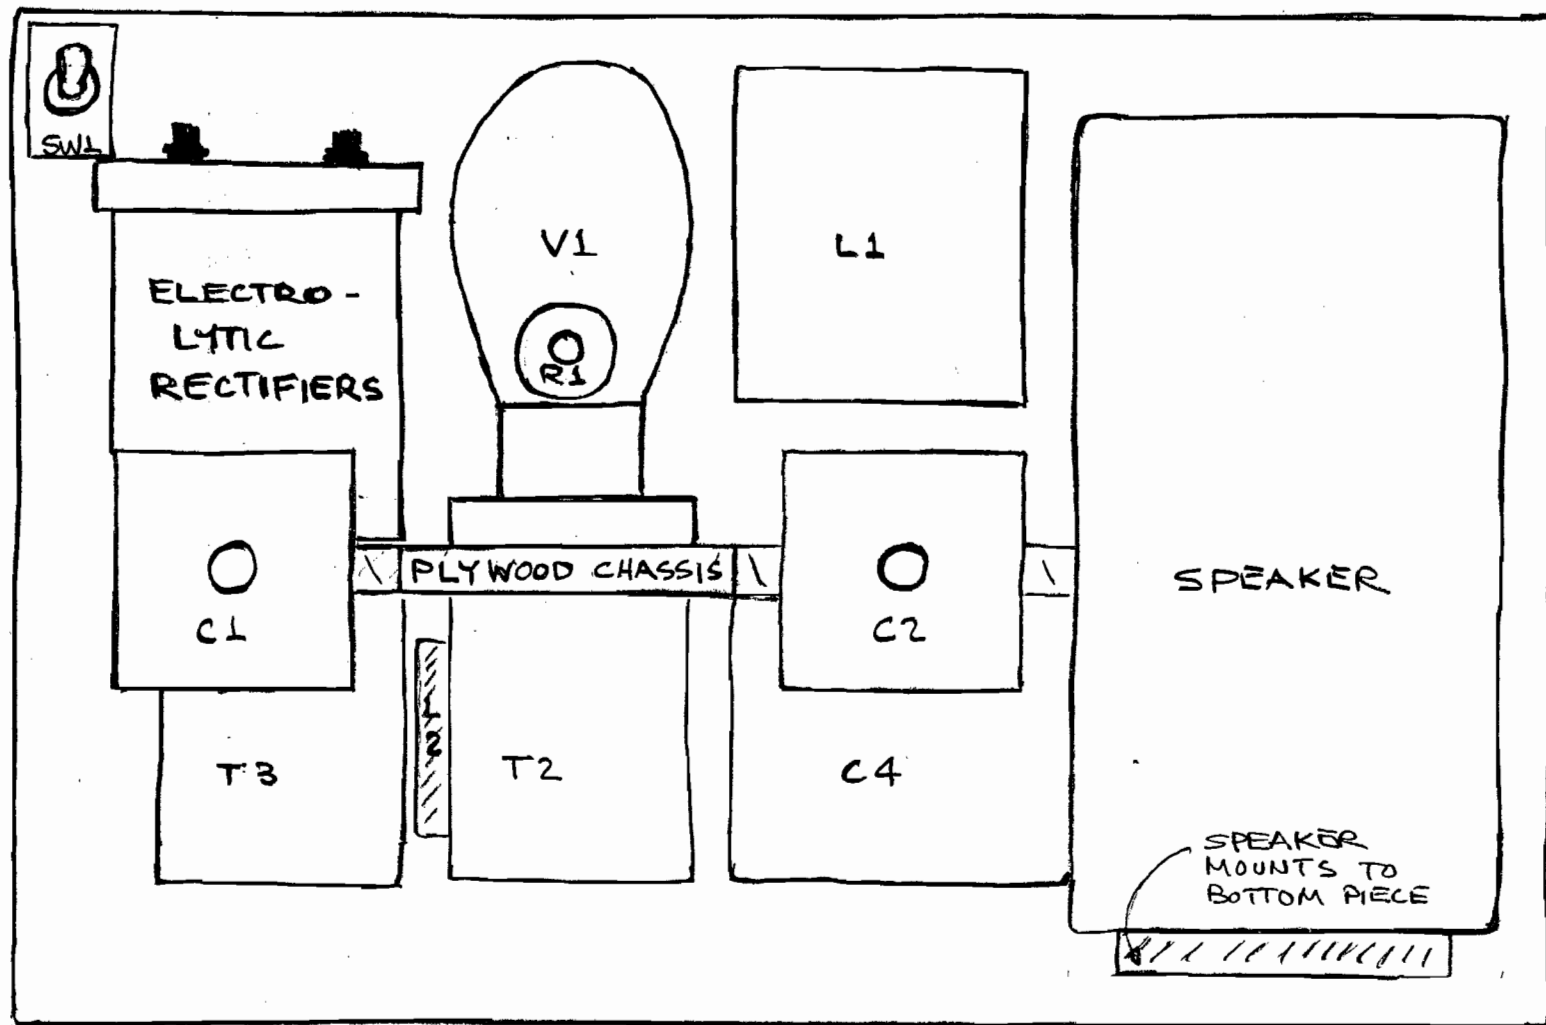 SW1
V1
L1
ELECTRO-
LYTIC
RECTIFIERS
R1
PLYWOOD CHASSIS
SPEAKER
C1
C2
T3
T2
C4
SPEAKER
MOUNTS TO
BOTTOM PIECE